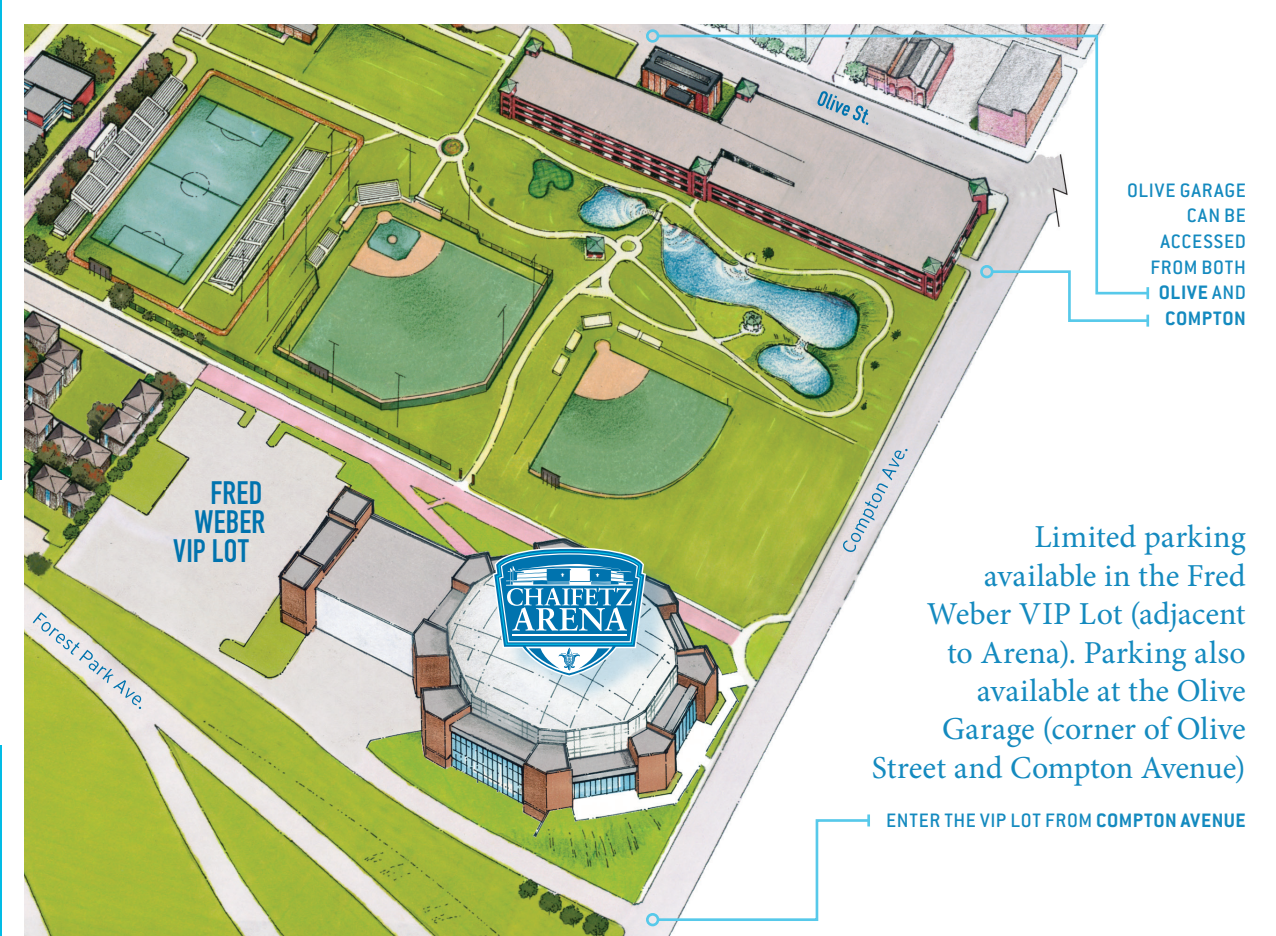 Olive St.
OLIVE GARAGE
CAN BE
ACCESSED
FROM BOTH
OLIVE AND
COMPTON
Compton Ave.
FRED
WEBER
VIP LOT
CHAIFETZ
ARENA
Forest Park Ave.
Limited parking
available in the Fred
Weber VIP Lot (adjacent
to Arena). Parking also
available at the Olive
Garage (corner of Olive
Street and Compton Avenue)
ENTER THE VIP LOT FROM COMPTON AVENUE